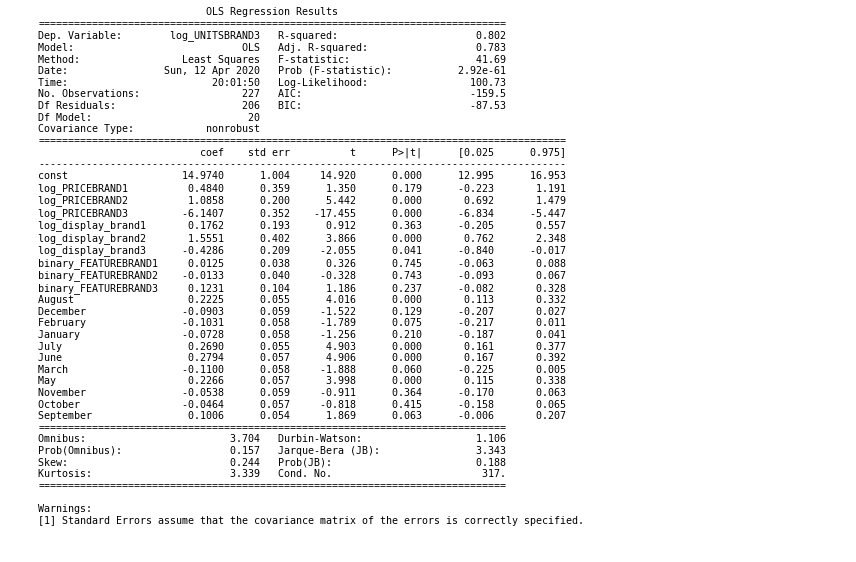 OLS Regression Results
==============================================================================
Dep. Variable:        log_UNITSBRAND3   R-squared:                       0.802
Model:                            OLS   Adj. R-squared:                  0.783
Method:                 Least Squares   F-statistic:                     41.69
Date:                Sun, 12 Apr 2020   Prob (F-statistic):           2.92e-61
Time:                        20:01:50   Log-Likelihood:                 100.73
No. Observations:                 227   AIC:                            -159.5
Df Residuals:                     206   BIC:                            -87.53
Df Model:                          20
Covariance Type:            nonrobust
========================================================================================
                           coef    std err          t      P>|t|      [0.025      0.975]
----------------------------------------------------------------------------------------
const                   14.9740      1.004     14.920      0.000      12.995      16.953
log_PRICEBRAND1          0.4840      0.359      1.350      0.179      -0.223       1.191
log_PRICEBRAND2          1.0858      0.200      5.442      0.000       0.692       1.479
log_PRICEBRAND3         -6.1407      0.352    -17.455      0.000      -6.834      -5.447
log_display_brand1       0.1762      0.193      0.912      0.363      -0.205       0.557
log_display_brand2       1.5551      0.402      3.866      0.000       0.762       2.348
log_display_brand3      -0.4286      0.209     -2.055      0.041      -0.840      -0.017
binary_FEATUREBRAND1     0.0125      0.038      0.326      0.745      -0.063       0.088
binary_FEATUREBRAND2    -0.0133      0.040     -0.328      0.743      -0.093       0.067
binary_FEATUREBRAND3     0.1231      0.104      1.186      0.237      -0.082       0.328
August                   0.2225      0.055      4.016      0.000       0.113       0.332
December                -0.0903      0.059     -1.522      0.129      -0.207       0.027
February                -0.1031      0.058     -1.789      0.075      -0.217       0.011
January                 -0.0728      0.058     -1.256      0.210      -0.187       0.041
July                     0.2690      0.055      4.903      0.000       0.161       0.377
June                     0.2794      0.057      4.906      0.000       0.167       0.392
March                   -0.1100      0.058     -1.888      0.060      -0.225       0.005
May                      0.2266      0.057      3.998      0.000       0.115       0.338
November                -0.0538      0.059     -0.911      0.364      -0.170       0.063
October                 -0.0464      0.057     -0.818      0.415      -0.158       0.065
September                0.1006      0.054      1.869      0.063      -0.006       0.207
==============================================================================
Omnibus:                        3.704   Durbin-Watson:                   1.106
Prob(Omnibus):                  0.157   Jarque-Bera (JB):                3.343
Skew:                           0.244   Prob(JB):                        0.188
Kurtosis:                       3.339   Cond. No.                         317.
==============================================================================
Warnings:
[1] Standard Errors assume that the covariance matrix of the errors is correctly specified.